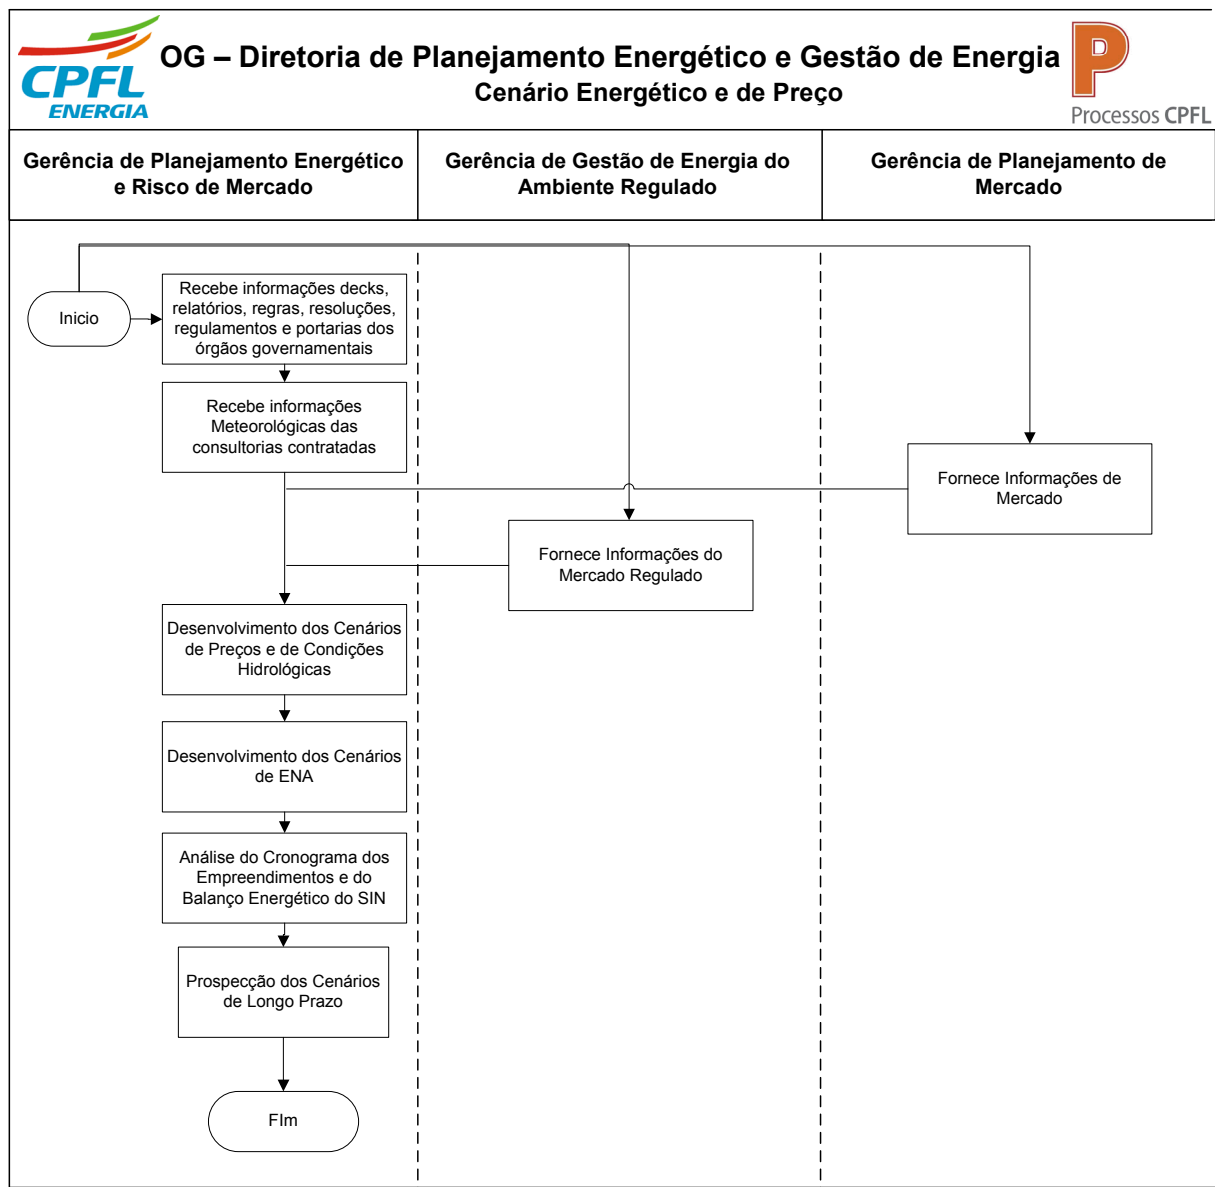 CPFL
ENERGIA
OG – Diretoria de Planejamento Energético e Gestão de Energia
Cenário Energético e de Preço
P
Processos CPFL
Gerência de Planejamento Energético
e Risco de Mercado
Gerência de Gestão de Energia do
Ambiente Regulado
Gerência de Planejamento de
Mercado
Inicio
Recebe informações decks,
relatórios, regras, resoluções,
regulamentos e portarias dos
órgãos governamentais
Recebe informações
Meteorológicas das
consultorias contratadas
Fornece Informações de
Mercado
Fornece Informações do
Mercado Regulado
Desenvolvimento dos Cenários
de Preços e de Condições
Hidrológicas
Desenvolvimento dos Cenários
de ENA
Análise do Cronograma dos
Empreendimentos e do
Balanço Energético do SIN
Prospecção dos Cenários
de Longo Prazo
FIm